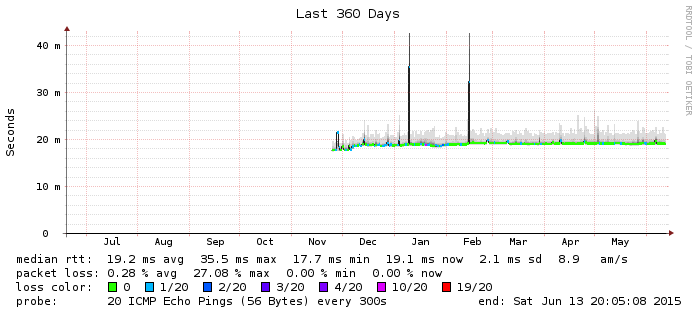 Last 360 Days
RRDTOOL / TOBI OETIKER
Seconds
40 m
30 m
20 m
10 m
0
Jul Aug Sep Oct Nov Dec Jan Feb Mar Apr May
median rtt: 19.2 ms avg 35.5 ms max 17.7 ms min 19.1 ms now 2.1 ms sd 8.9 am/s
packet loss: 0.28 % avg 27.08 % max 0.00 % min 0.00 % now
loss color: 0 1/20 2/20 3/20 4/20 10/20 19/20
probe: 20 ICMP Echo Pings (56 Bytes) every 300s end: Sat Jun 13 20:05:08 2015